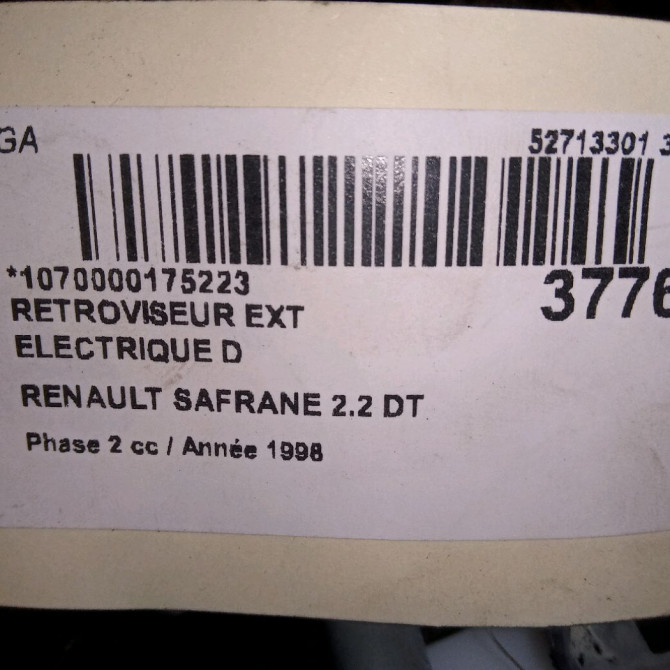 GA 52713301 3
*1070000175223
3776
RETROVISEUR EXT
ELECTRIQUE D
RENAULT SAFRANE 2.2 DT
Phase 2 cc / Année 1998